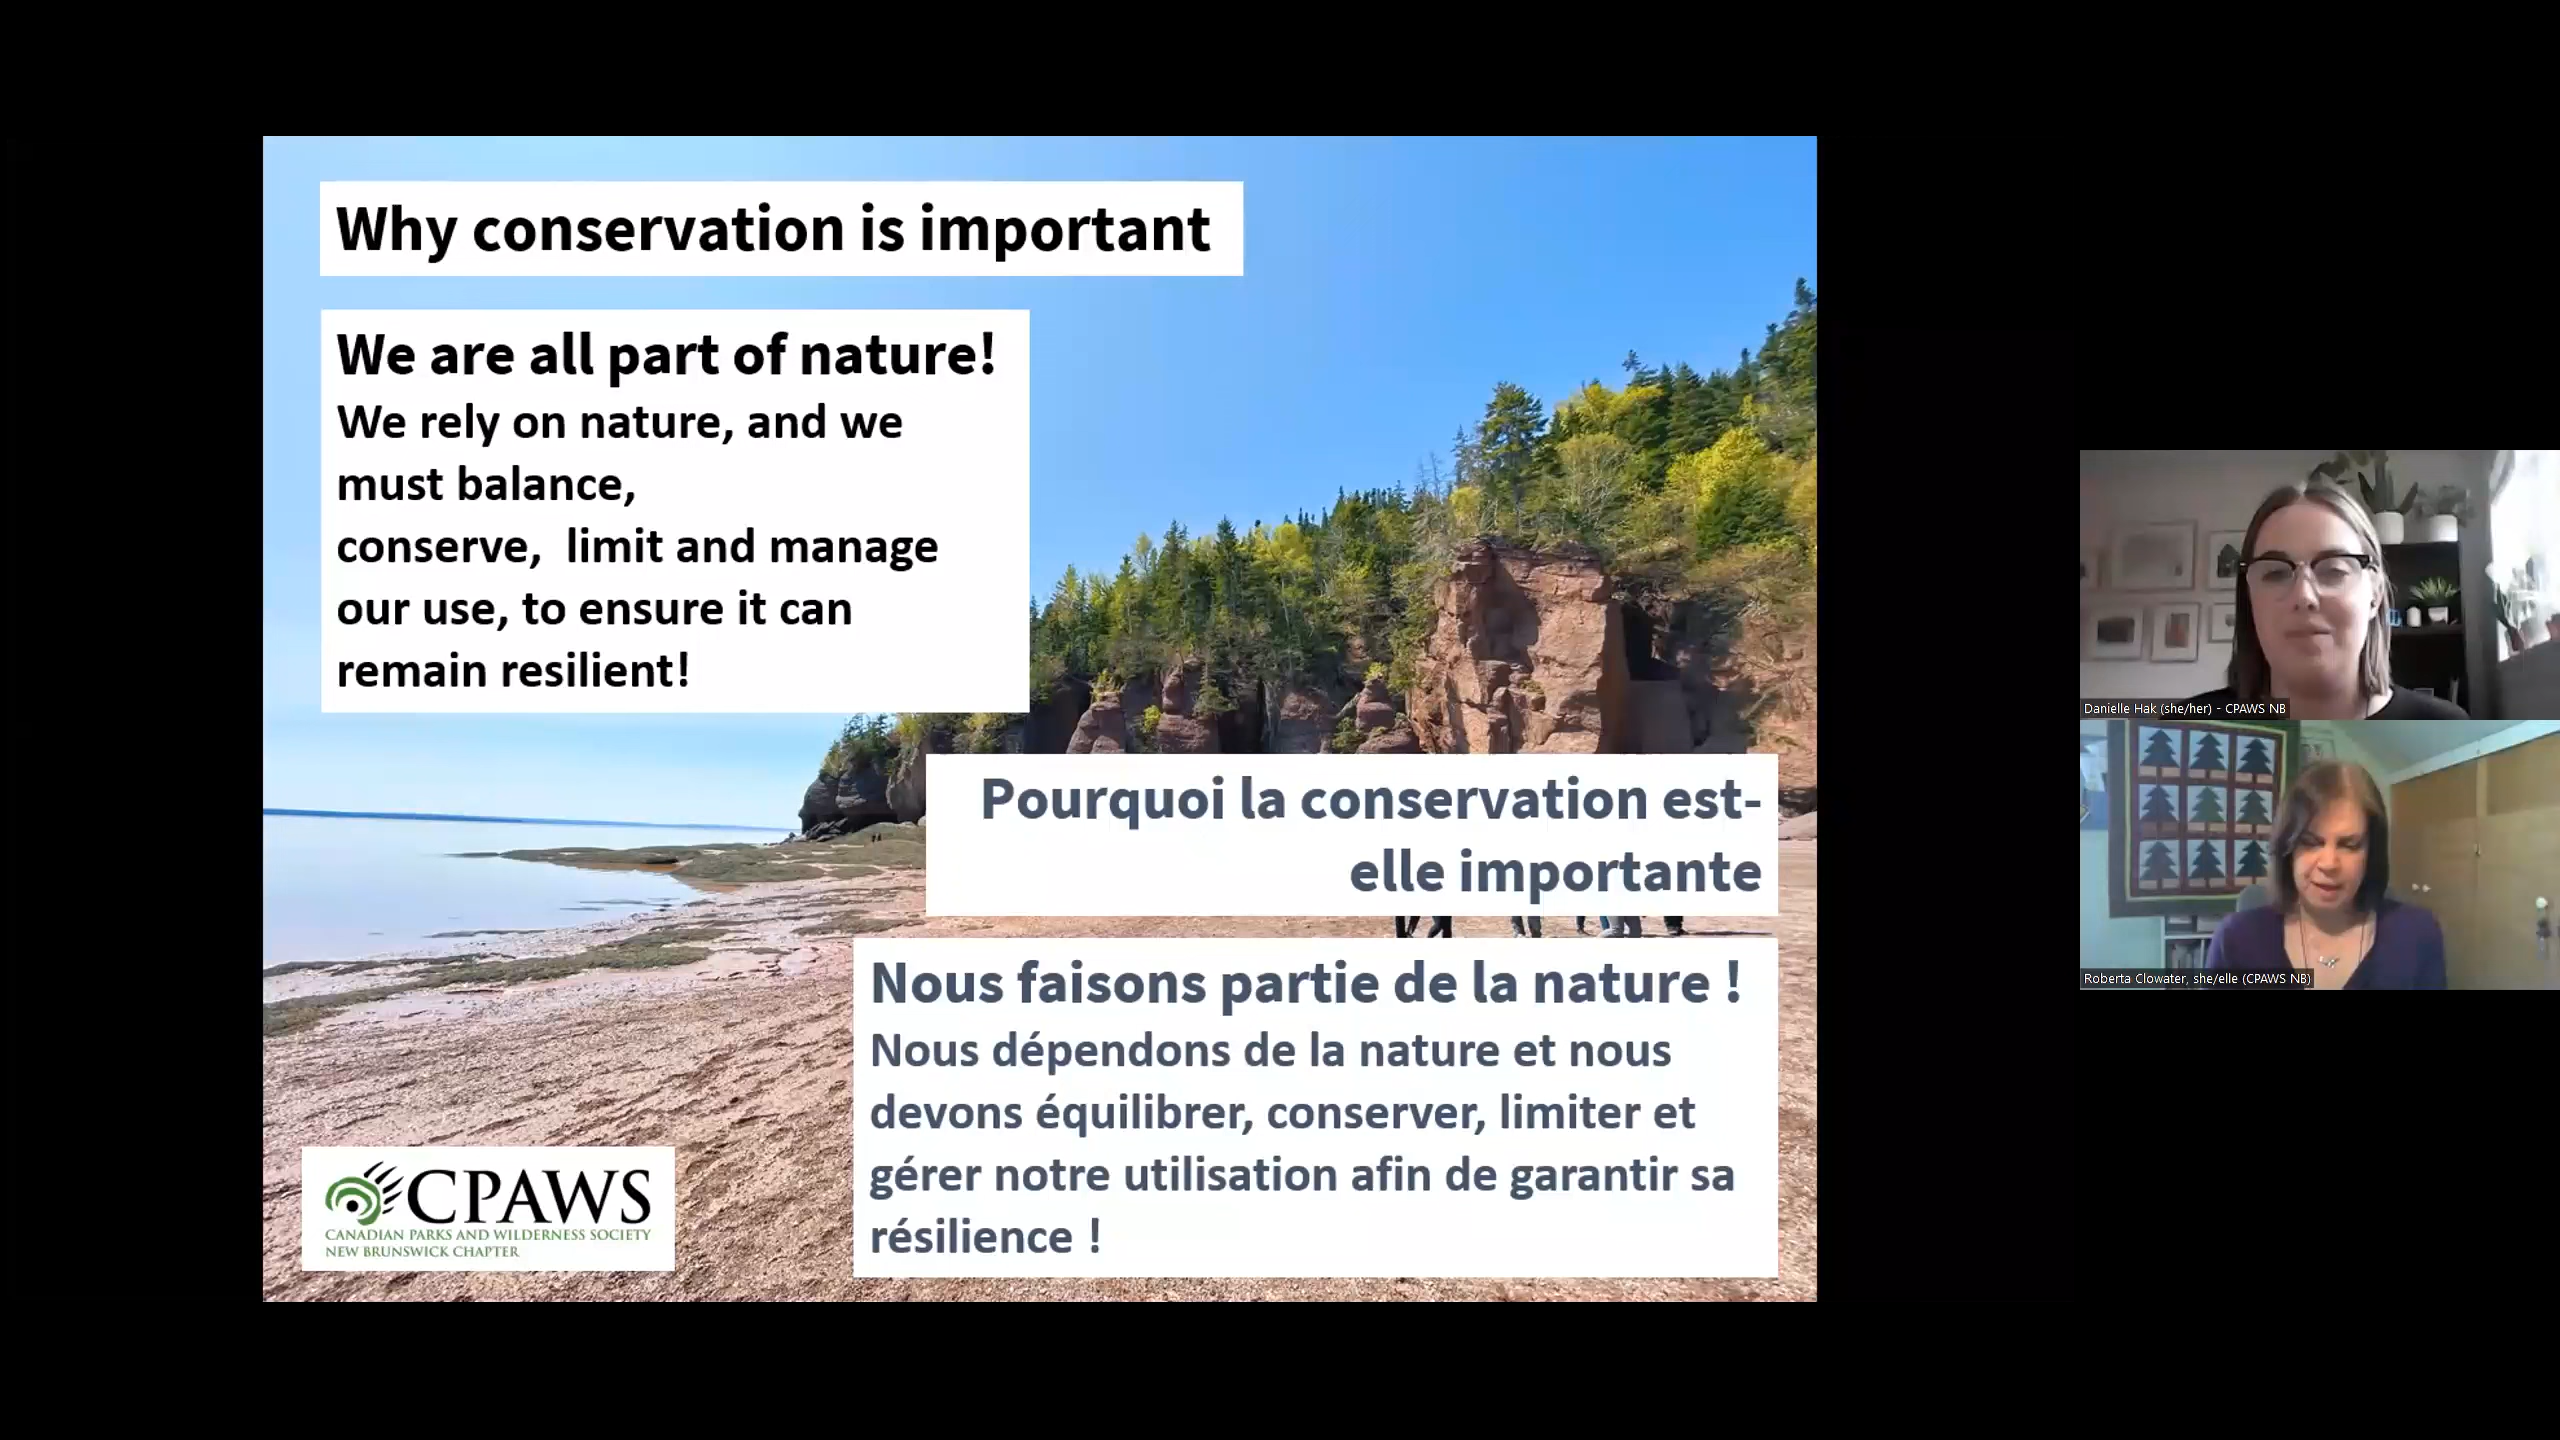 Why conservation is important
We are all part of nature!
We rely on nature, and we
must balance,
conserve,  limit and manage
our use, to ensure it can
remain resilient!
Pourquoi la conservation est-
elle importante
Nous faisons partie de la nature !
Nous dépendons de la nature et nous
devons équilibrer, conserver, limiter et
gérer notre utilisation afin de garantir sa
résilience !
CPAWS
CANADIAN PARKS AND WILDERNESS SOCIETY
NEW BRUNSWICK CHAPTER
Danielle Hak (she/her) - CPAWS NB
Roberta Clowater, she/elle (CPAWS NB)